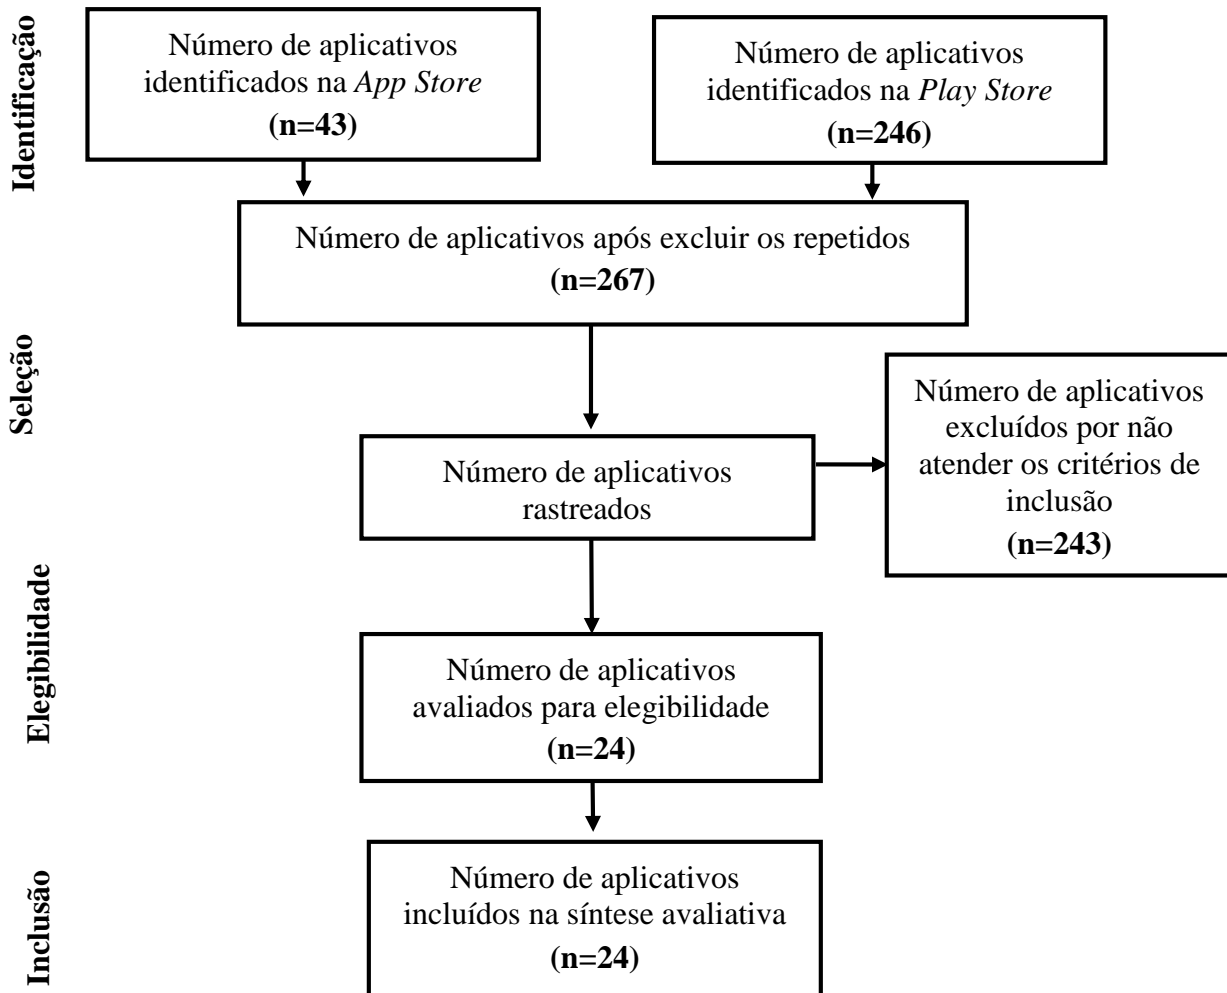 Identificação
Número de aplicativos
identificados na App Store
(n=43)
Número de aplicativos
identificados na Play Store
(n=246)
Número de aplicativos após excluir os repetidos
(n=267)
Seleção
Número de aplicativos
rastreados
Número de aplicativos
excluídos por não
atender os critérios de
inclusão
(n=243)
Elegibilidade
Número de aplicativos
avaliados para elegibilidade
(n=24)
Inclusão
Número de aplicativos
incluídos na síntese avaliativa
(n=24)